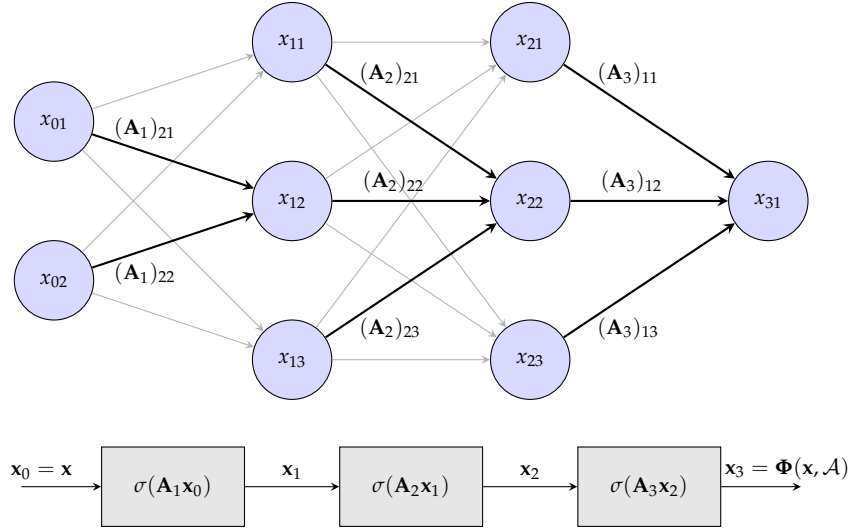 x₁₁ x₂₁
(𝐀₂)₂₁ (𝐀₃)₁₁
x₀₁ (𝐀₁)₂₁
x₁₂ (𝐀₂)₂₂ x₂₂ (𝐀₃)₁₂ x₃₁
x₀₂ (𝐀₁)₂₂
(𝐀₂)₂₃ (𝐀₃)₁₃
x₁₃ x₂₃
𝐱₀ = 𝐱 σ(𝐀₁𝐱₀) 𝐱₁ σ(𝐀₂𝐱₁) 𝐱₂ σ(𝐀₃𝐱₂) 𝐱₃ = 𝚽(𝐱, 𝒜)